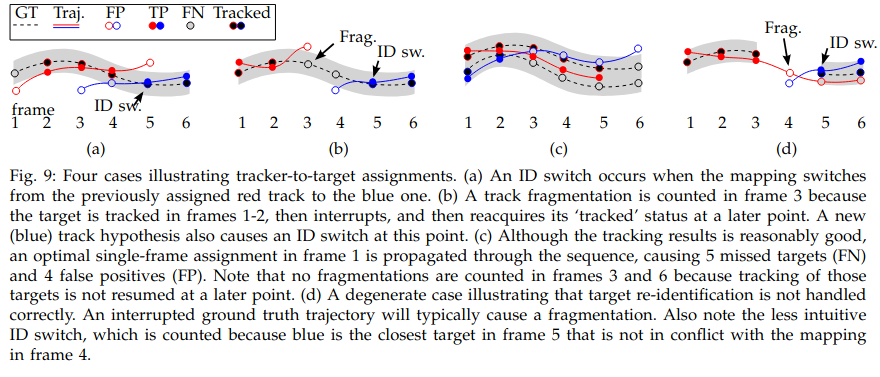 GT Traj. FP TP FN Tracked
Frag.
ID sw.
Frag.
ID sw.
ID sw.
frame
1 2 3 4 5 6
1 2 3 4 5 6
1 2 3 4 5 6
1 2 3 4 5 6
(a) (b) (c) (d)
Fig. 9: Four cases illustrating tracker-to-target assignments. (a) An ID switch occurs when the mapping switches
from the previously assigned red track to the blue one. (b) A track fragmentation is counted in frame 3 because
the target is tracked in frames 1-2, then interrupts, and then reacquires its ‘tracked’ status at a later point. A new
(blue) track hypothesis also causes an ID switch at this point. (c) Although the tracking results is reasonably good,
an optimal single-frame assignment in frame 1 is propagated through the sequence, causing 5 missed targets (FN)
and 4 false positives (FP). Note that no fragmentations are counted in frames 3 and 6 because tracking of those
targets is not resumed at a later point. (d) A degenerate case illustrating that target re-identification is not handled
correctly. An interrupted ground truth trajectory will typically cause a fragmentation. Also note the less intuitive
ID switch, which is counted because blue is the closest target in frame 5 that is not in conflict with the mapping
in frame 4.